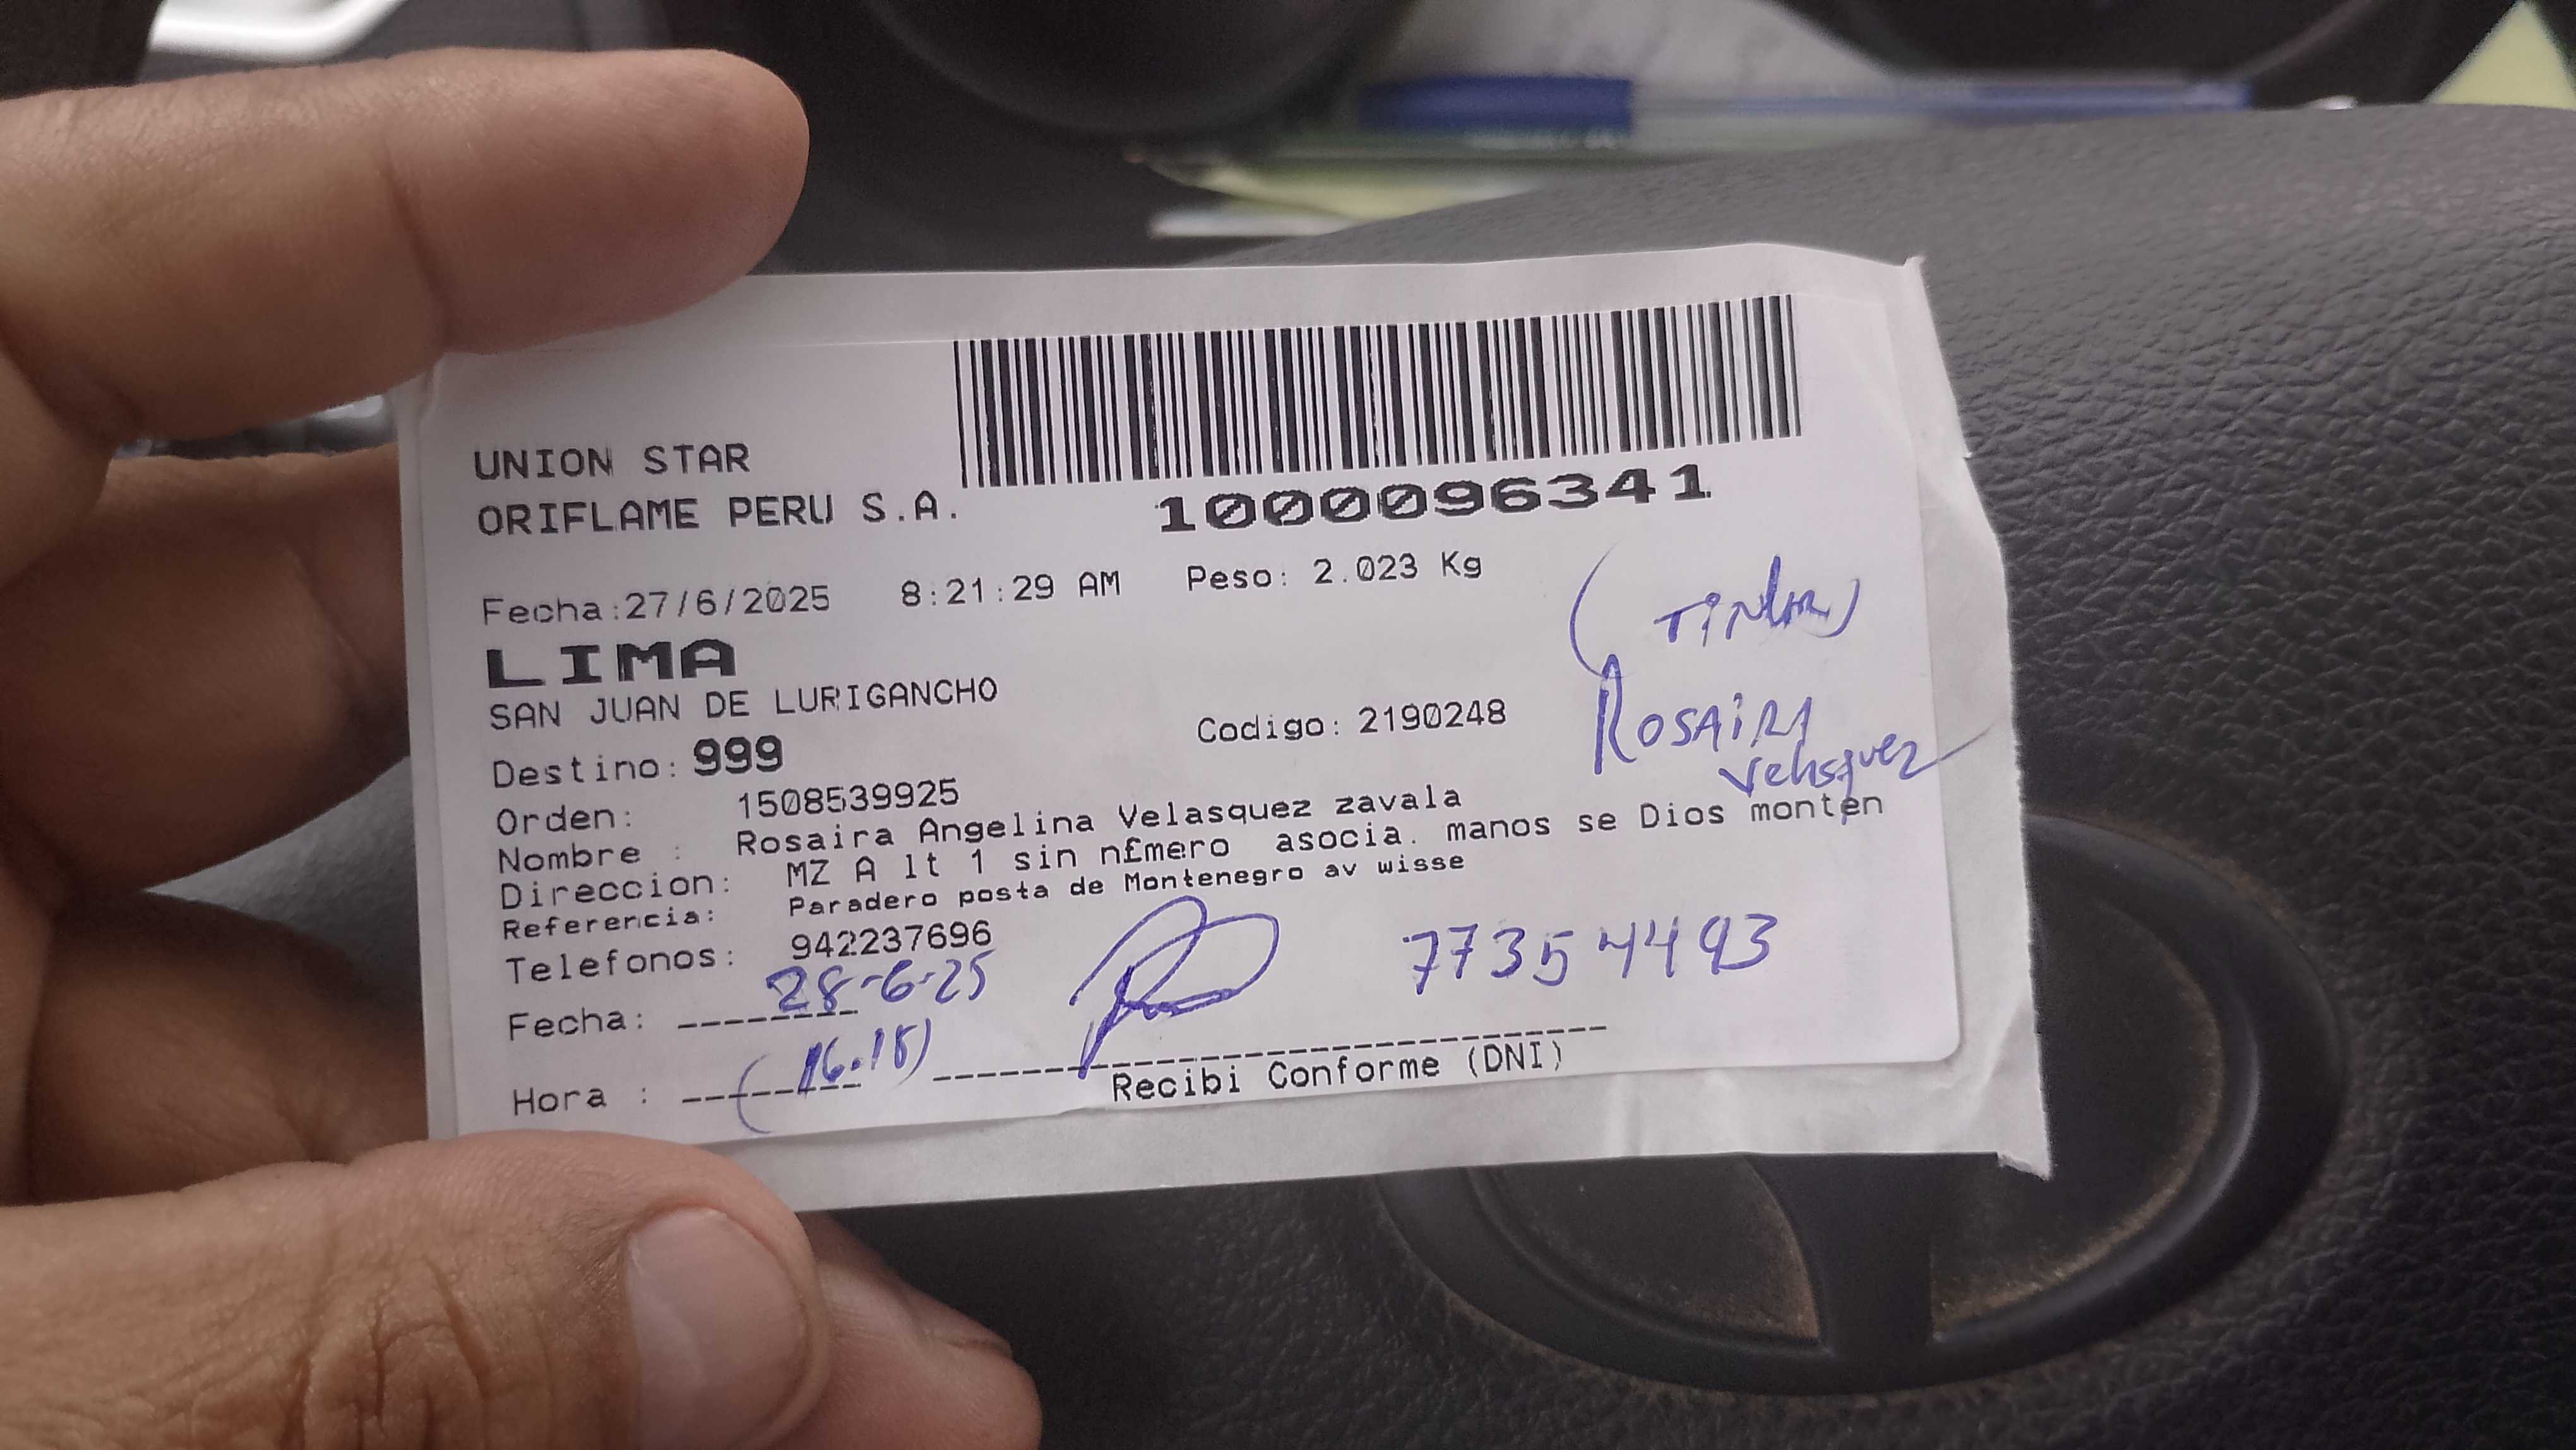 UNION STAR
ORIFLAME PERU S.A.
1000096341
Fecha:27/6/2025 8:21:29 AM Peso: 2.023 Kg
LIMA
SAN JUAN DE LURIGANCHO
Destino: 999 Codigo: 2190248
(Titular)
ROSAIRA
Velasquez
Orden: 1508539925
Nombre : Rosaira Angelina Velasquez zavala
Direccion: MZ A lt 1 sin n£mero asocia. manos se Dios monten
Referencia: Paradero posta de Montenegro av wisse
Telefonos: 942237696
Fecha: 28-6-25
77354493
Hora : (16.18)
Recibi Conforme (DNI)